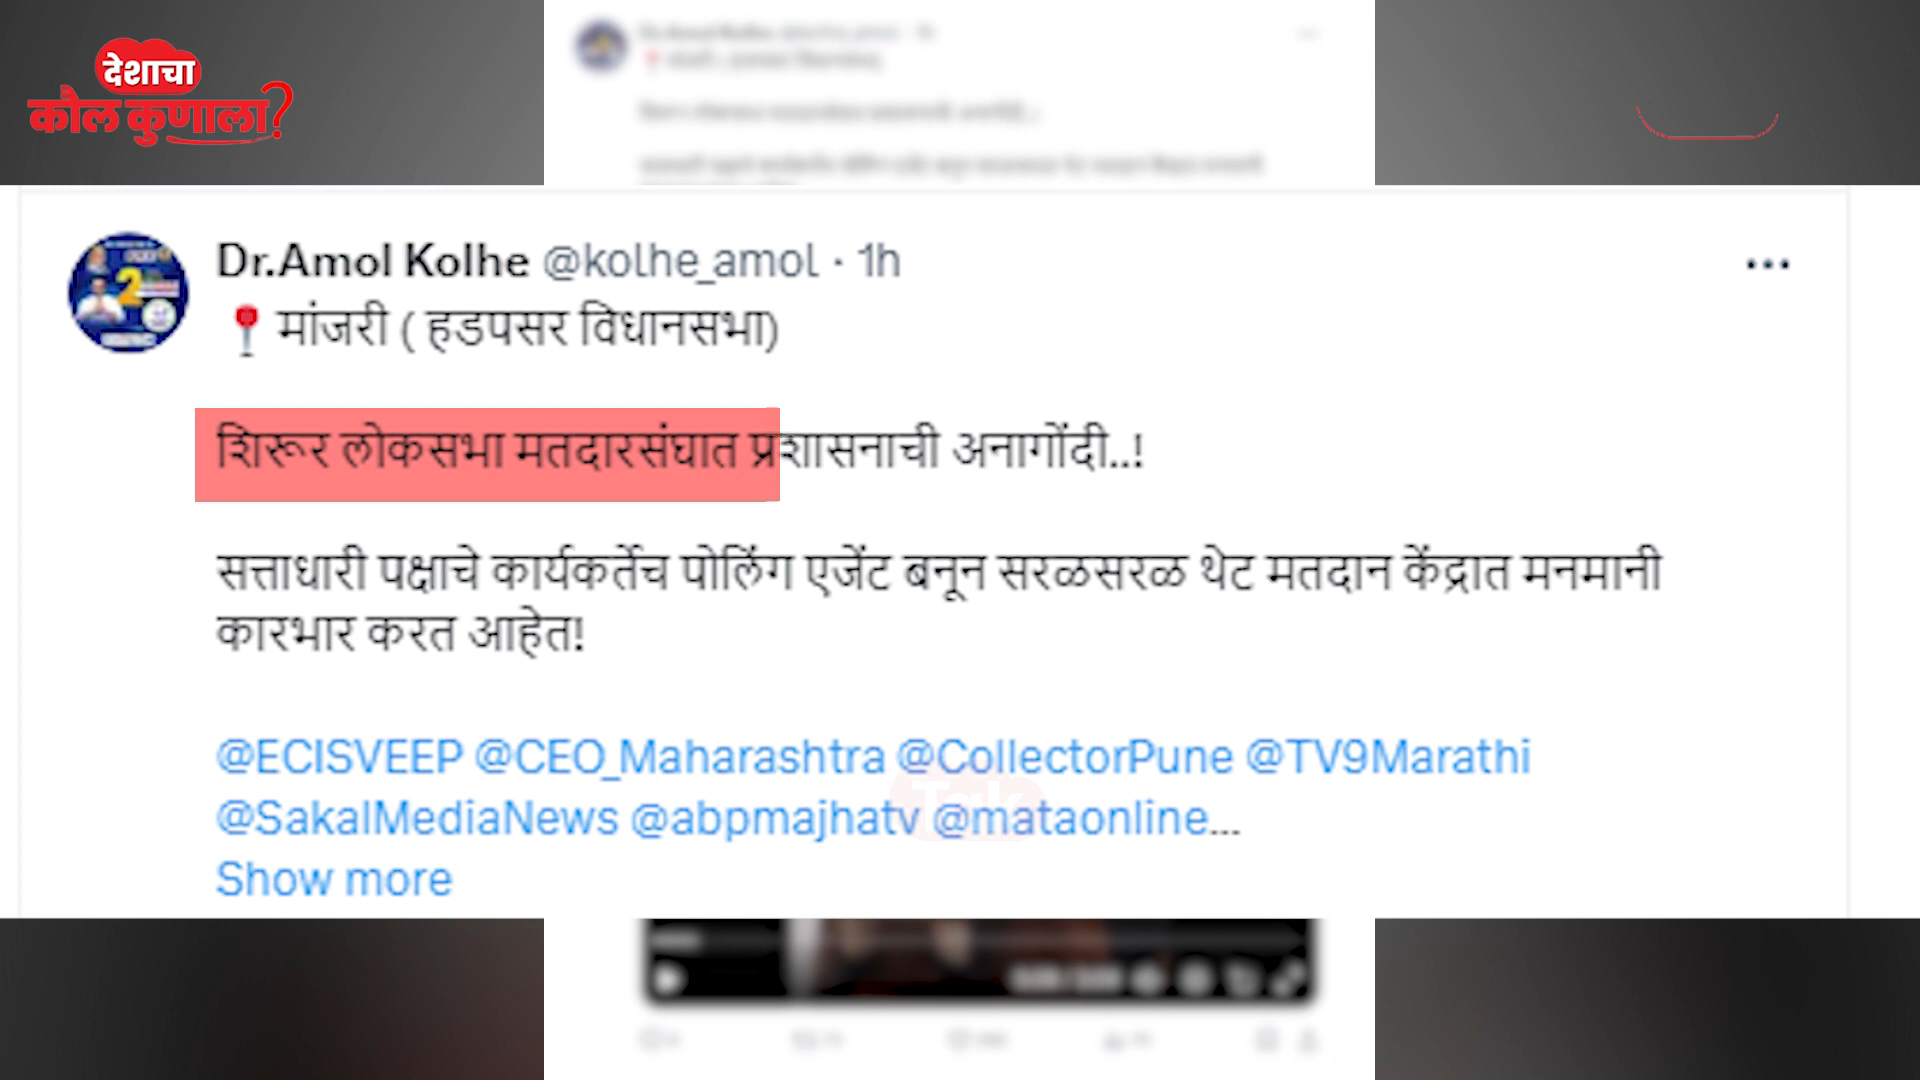 देशाचा
कौल कुणाला?
Dr.Amol Kolhe @kolhe_amol · 1h
📍 मांजरी ( हडपसर विधानसभा)
शिरूर लोकसभा मतदारसंघात प्रशासनाची अनागोंदी..!
सत्ताधारी पक्षाचे कार्यकर्तेच पोलिंग एजेंट बनून सरळसरळ थेट मतदान केंद्रात मनमानी
कारभार करत आहेत!
@ECISVEEP @CEO_Maharashtra @CollectorPune @TV9Marathi
@SakalMediaNews @abpmajhatv @mataonline...
Show more
Tak